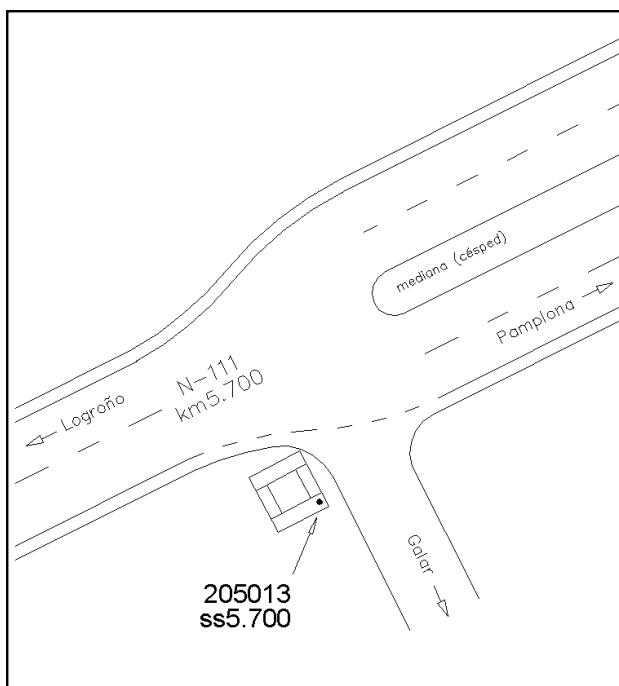 mediana (césped)
Pamplona
N-111
km5.700
Logroño
Galar
205013
ss5.700